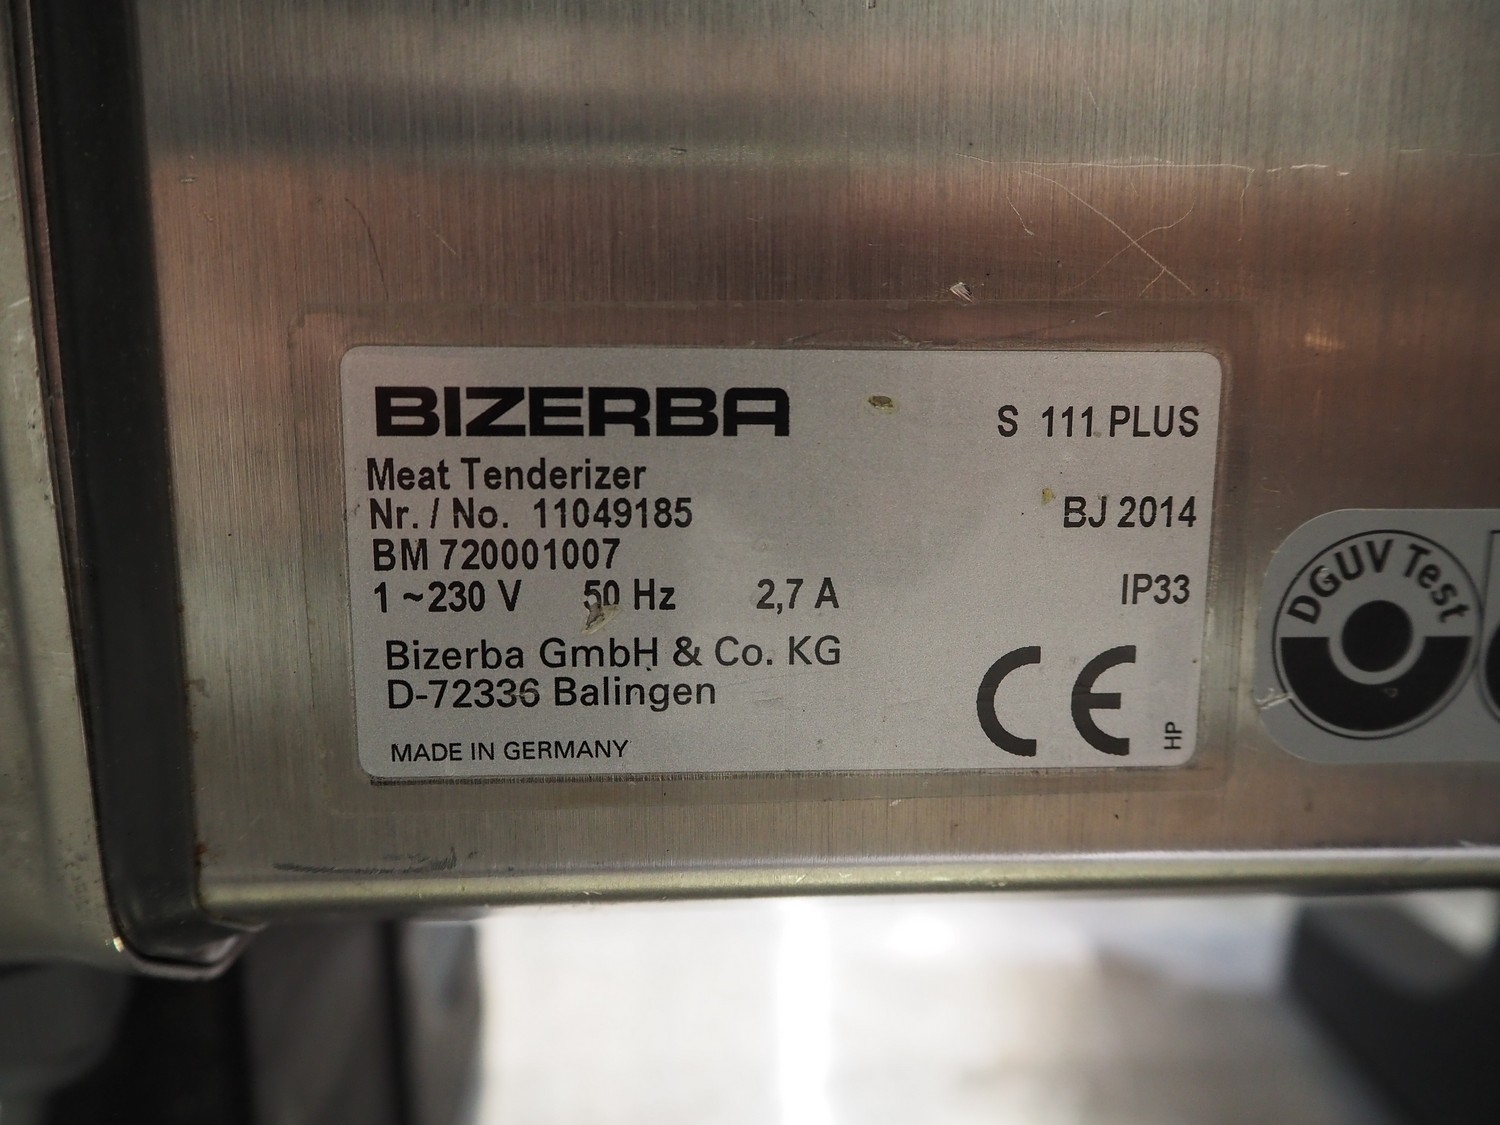 BIZERBA
S 111 PLUS
Meat Tenderizer
Nr. / No. 11049185
BJ 2014
BM 720001007
1 ~230 V 50 Hz 2,7 A
IP33
Bizerba GmbH & Co. KG
D-72336 Balingen
MADE IN GERMANY
CE
HP
DGUV Test